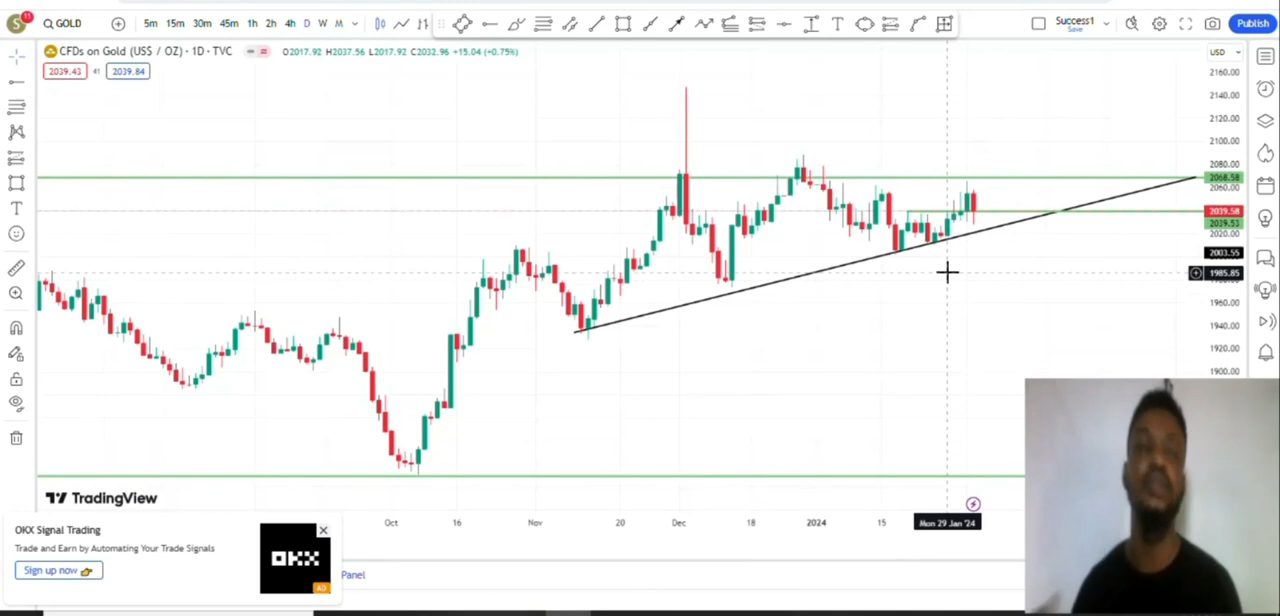 S 11 GOLD 5m 15m 30m 45m 1h 2h 4h D W M Success1 Save Publish
CFDs on Gold (US$ / OZ) · 1D · TVC O2017.92 H2037.56 L2017.92 C2032.96 +15.04 (+0.75%)
USD
2039.43 41 2039.84
2160.00
2140.00
2120.00
2100.00
2080.00
2068.58
2060.00
2039.58
2039.53
2020.00
2003.55
1985.85
1960.00
1940.00
1920.00
1900.00
TradingView
Oct 16 Nov 20 Dec 18 2024 15 Mon 29 Jan '24
OKX Signal Trading
Trade and Earn by Automating Your Trade Signals
Sign up now
OKX
AD
Panel